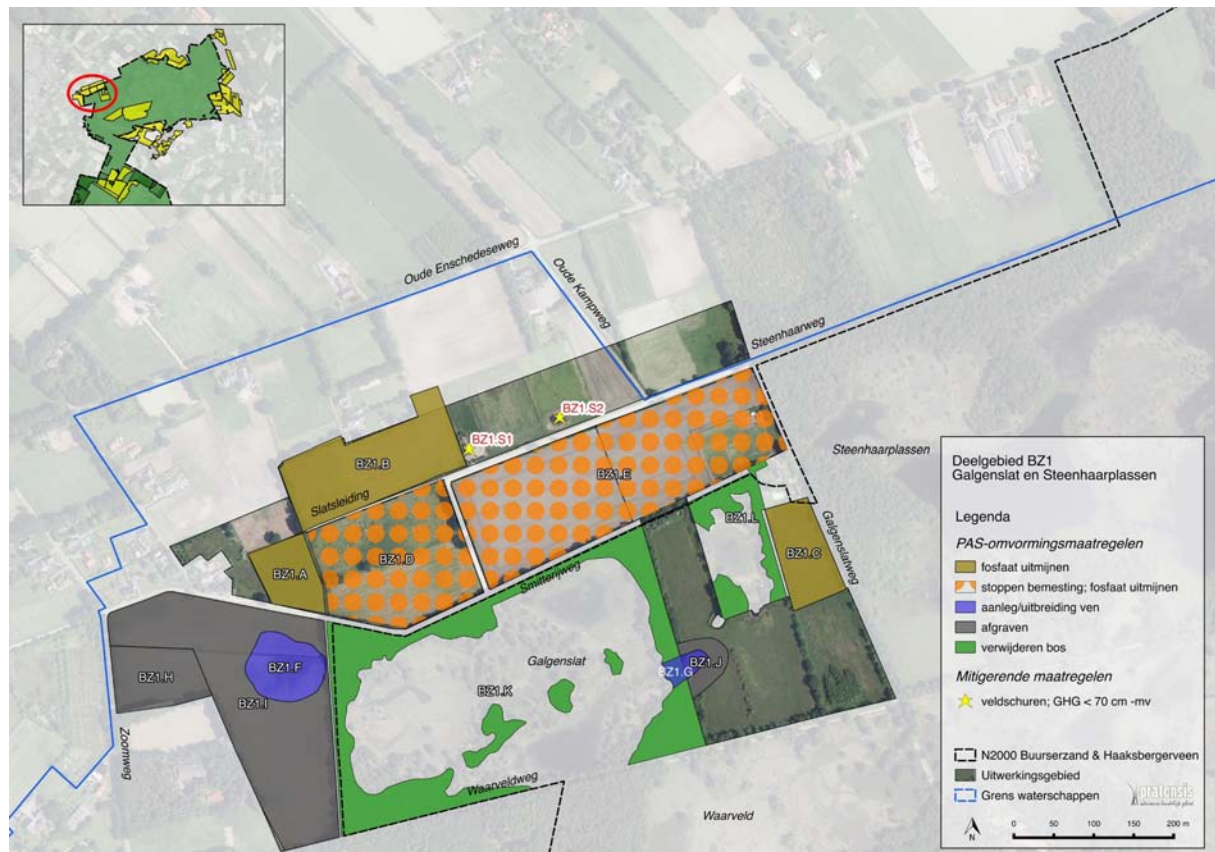 Oude Enschedeseweg
Oude Kampweg
Steenhaarweg
BZ1.S2
BZ1.S1
BZ1.B
BZ1.E
Slatsleiding
Steenhaarplassen
BZ1.L
BZ1.C
Galgenslatweg
BZ1.A
BZ1.D
Smitterijweg
BZ1.F
Galgenslat
BZ1.J
BZ1.G
BZ1.H
BZ1.K
BZ1.I
Zoomweg
Waarveldweg
Waarveld
Deelgebied BZ1
Galgenslat en Steenhaarplassen
Legenda
PAS-omvormingsmaatregelen
fosfaat uitmijnen
stoppen bemesting; fosfaat uitmijnen
aanleg/uitbreiding ven
afgraven
verwijderen bos
Mitigerende maatregelen
veldschuren; GHG < 70 cm -mv
N2000 Buurserzand & Haaksbergerveen
Uitwerkingsgebied
Grens waterschappen
pratensis
N
0 50 100 150 200 m